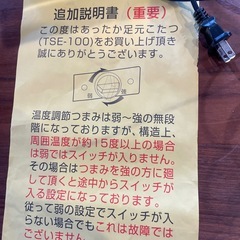 追加説明書（重要）
この度はあったか足元こたつ
(TSE-100)をお買い上げ頂き
誠にありがとうございます。
弱 強
温度調節つまみは弱〜強の無段
階になっておりますが、構造上、
周囲温度が約15度以上の場合
は弱ではスイッチが入りません。
その場合はつまみを強の方に廻
して頂くと途中からスイッチが
入る設定になっております。
従って弱の設定でスイッチが入
らない場合でもこれは故障では
ございません。